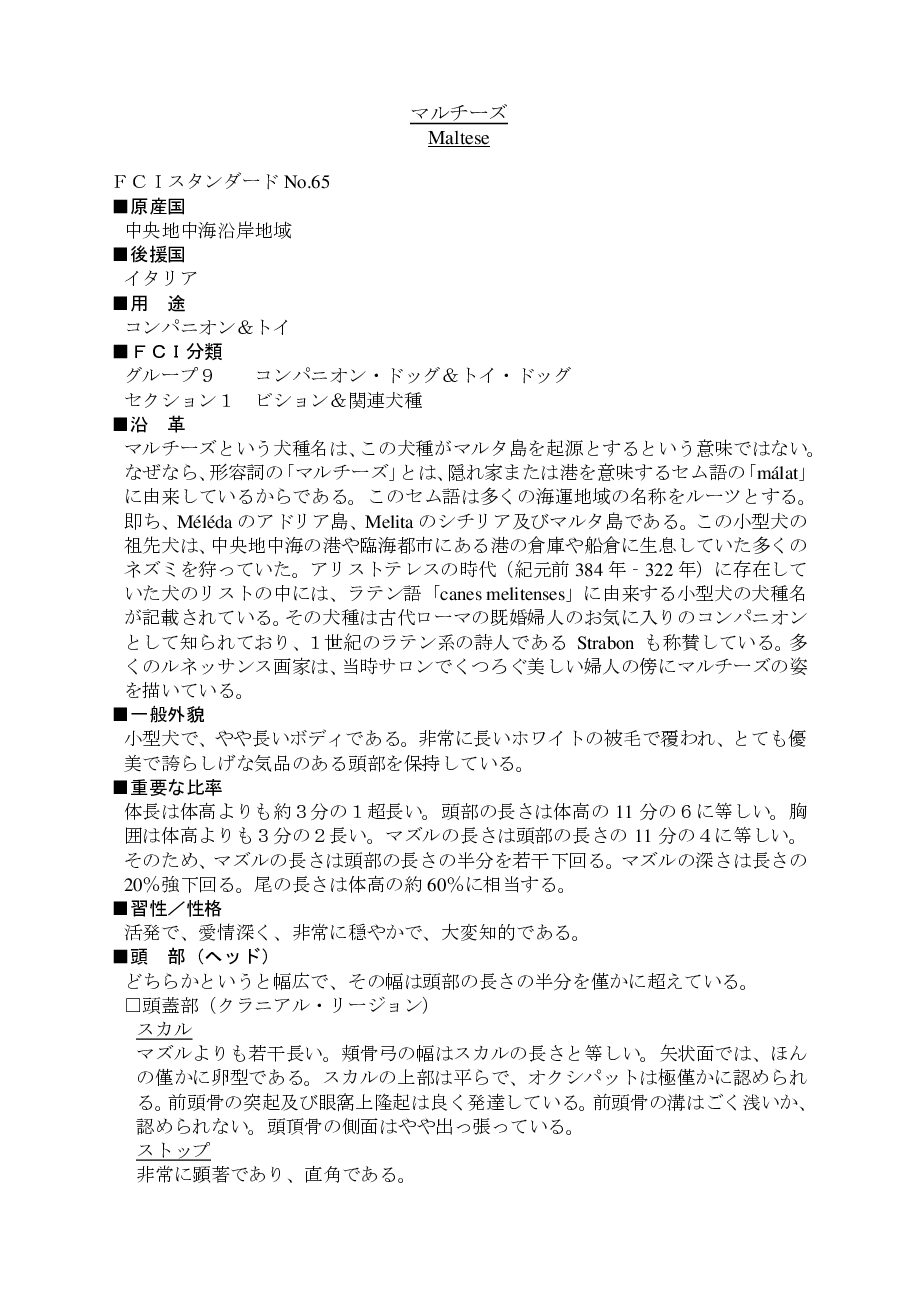 マルチーズ
Maltese
ＦＣＩスタンダード No.65
■原産国
中央地中海沿岸地域
■後援国
イタリア
■用　途
コンパニオン＆トイ
■ＦＣＩ分類
グループ９　　コンパニオン・ドッグ＆トイ・ドッグ
セクション１　ビション＆関連犬種
■沿　革
マルチーズという犬種名は、この犬種がマルタ島を起源とするという意味ではない。
なぜなら、形容詞の「マルチーズ」とは、隠れ家または港を意味するセム語の「málat」
に由来しているからである。このセム語は多くの海運地域の名称をルーツとする。
即ち、Méléda のアドリア島、Melita のシチリア及びマルタ島である。この小型犬の
祖先犬は、中央地中海の港や臨海都市にある港の倉庫や船倉に生息していた多くの
ネズミを狩っていた。アリストテレスの時代（紀元前 384 年 - 322 年）に存在して
いた犬のリストの中には、ラテン語「canes melitenses」に由来する小型犬の犬種名
が記載されている。その犬種は古代ローマの既婚婦人のお気に入りのコンパニオン
として知られており、１世紀のラテン系の詩人である Strabon も称賛している。多
くのルネッサンス画家は、当時サロンでくつろぐ美しい婦人の傍にマルチーズの姿
を描いている。
■一般外貌
小型犬で、やや長いボディである。非常に長いホワイトの被毛で覆われ、とても優
美で誇らしげな気品のある頭部を保持している。
■重要な比率
体長は体高よりも約３分の１超長い。頭部の長さは体高の 11 分の６に等しい。胸
囲は体高よりも３分の２長い。マズルの長さは頭部の長さの 11 分の４に等しい。
そのため、マズルの長さは頭部の長さの半分を若干下回る。マズルの深さは長さの
20％強下回る。尾の長さは体高の約 60％に相当する。
■習性／性格
活発で、愛情深く、非常に穏やかで、大変知的である。
■頭　部（ヘッド）
どちらかというと幅広で、その幅は頭部の長さの半分を僅かに超えている。
□頭蓋部（クラニアル・リージョン）
スカル
マズルよりも若干長い。頬骨弓の幅はスカルの長さと等しい。矢状面では、ほん
の僅かに卵型である。スカルの上部は平らで、オクシパットは極僅かに認められ
る。前頭骨の突起及び眼窩上隆起は良く発達している。前頭骨の溝はごく浅いか、
認められない。頭頂骨の側面はやや出っ張っている。
ストップ
非常に顕著であり、直角である。